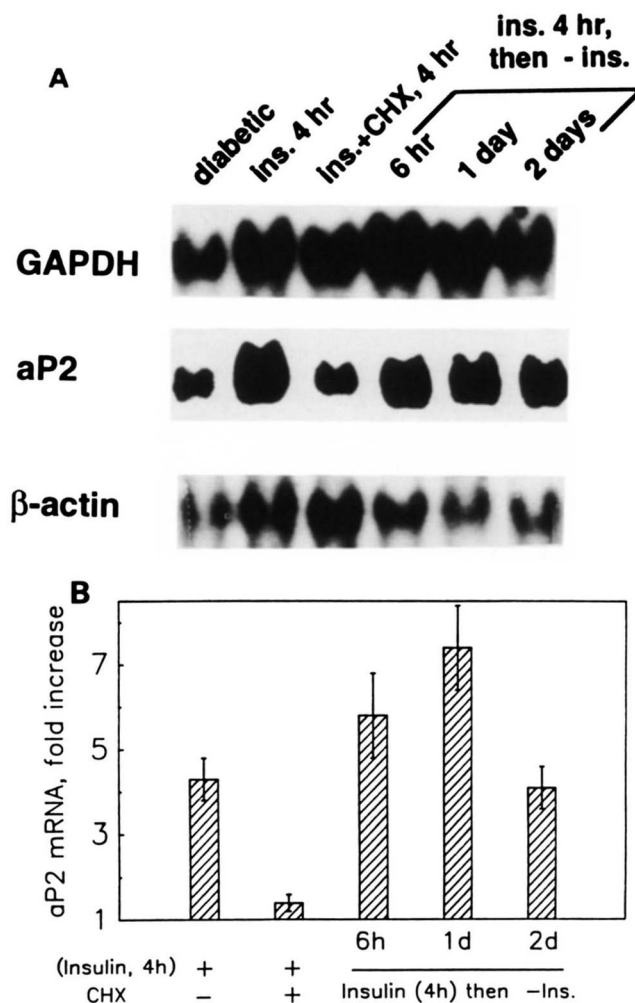 A
diabetic
ins. 4 hr
ins.+CHX, 4 hr
ins. 4 hr,
then - ins.
6 hr
1 day
2 days
GAPDH
aP2
β-actin
B
aP2 mRNA, fold increase
7
5
3
1
6h 1d 2d
(Insulin, 4h) + + Insulin (4h) then -Ins.
CHX - +